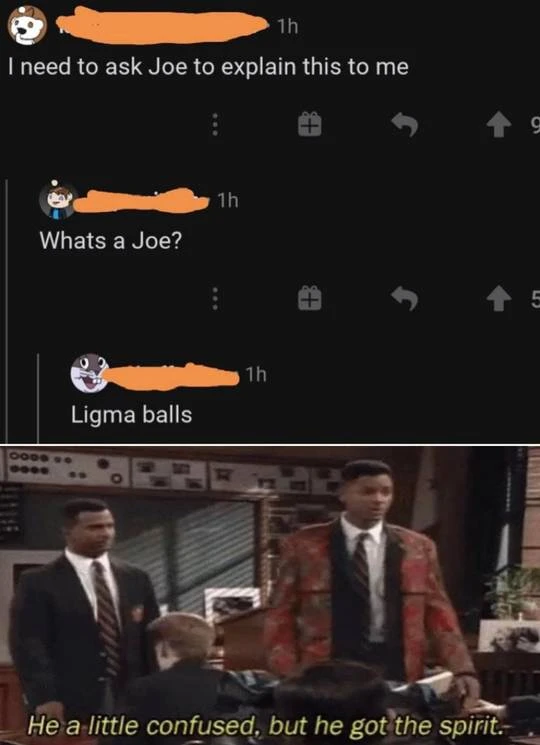 1h
I need to ask Joe to explain this to me
9
1h
Whats a Joe?
5
1h
Ligma balls
He a little confused, but he got the spirit.